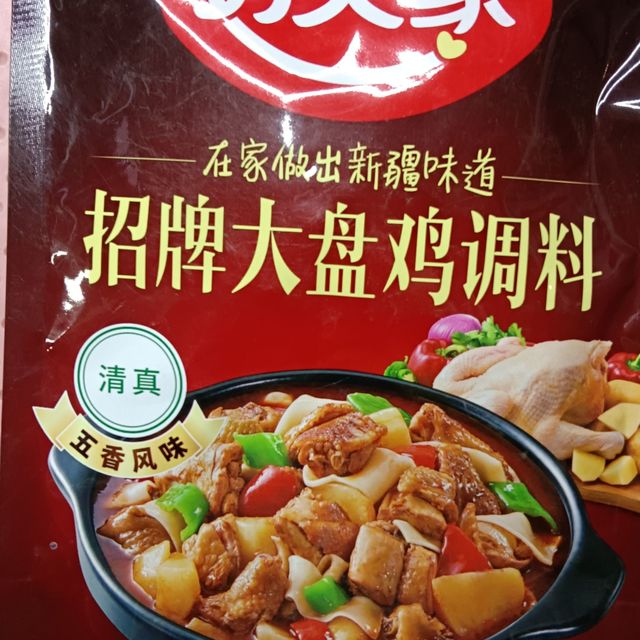 在家做出新疆味道
招牌大盘鸡调料
清真
五香风味